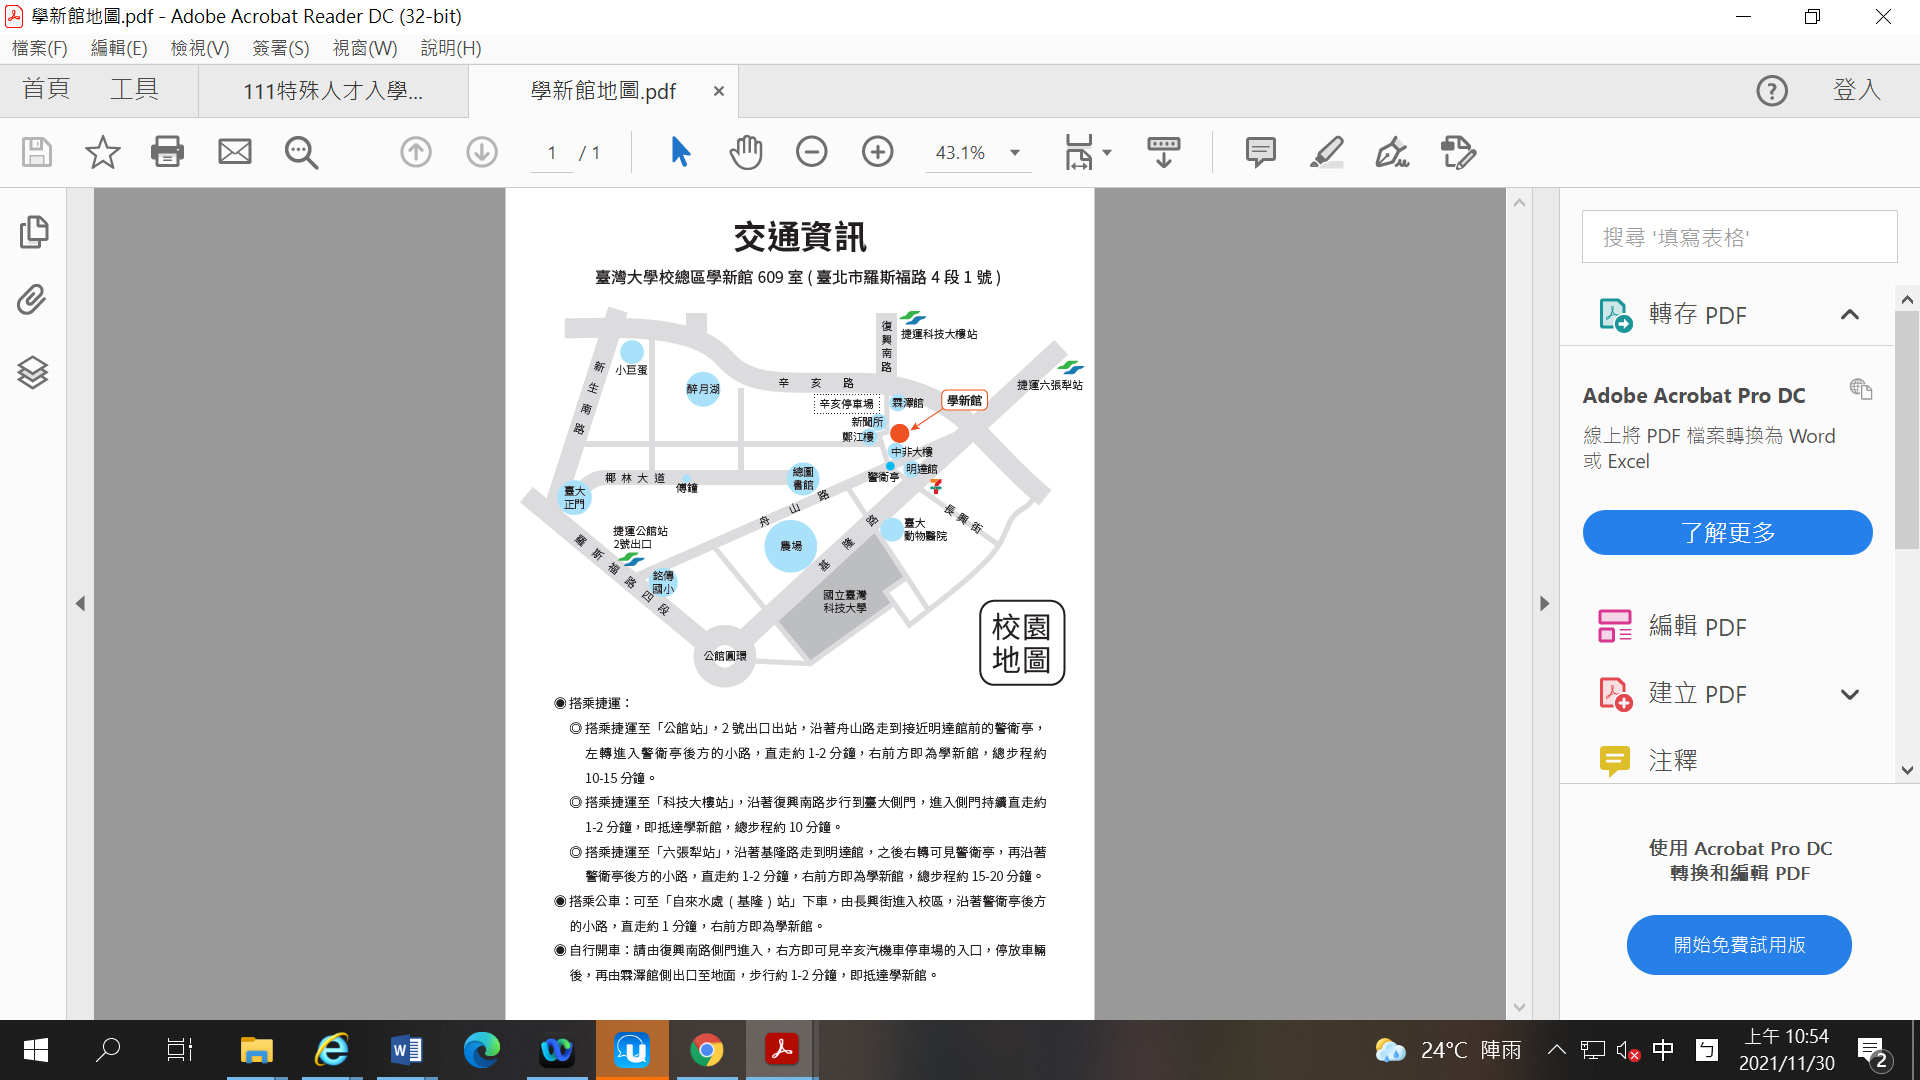 學新館地圖.pdf - Adobe Acrobat Reader DC (32-bit)
檔案(F) 編輯(E) 檢視(V) 簽署(S) 視窗(W) 說明(H)
首頁 工具 111特殊人才入學... 學新館地圖.pdf × 登入
1 / 1 43.1%
交通資訊
臺灣大學校總區學新館 609 室 ( 臺北市羅斯福路 4 段 1 號 )
復興南路
捷運科技大樓站
捷運六張犁站
新生南路
小巨蛋
醉月湖
辛亥路
辛亥停車場
霖澤館
學新館
新聞所
鄭江樓
中非大樓
明達館
警衛亭
椰林大道
傅鐘
總圖
書館
臺大
正門
舟山路
長興街
臺大
動物醫院
捷運公館站
2號出口
農場
基隆路
羅斯福路四段
銘傳
國小
國立臺灣
科技大學
公館圓環
校園
地圖
◉ 搭乘捷運：
◎ 搭乘捷運至「公館站」，2 號出口出站，沿著舟山路走到接近明達館前的警衛亭，
左轉進入警衛亭後方的小路，直走約 1-2 分鐘，右前方即為學新館，總步程約
10-15 分鐘。
◎ 搭乘捷運至「科技大樓站」，沿著復興南路步行到臺大側門，進入側門持續直走約
1-2 分鐘，即抵達學新館，總步程約 10 分鐘。
◎ 搭乘捷運至「六張犁站」，沿著基隆路走到明達館，之後右轉可見警衛亭，再沿著
警衛亭後方的小路，直走約 1-2 分鐘，右前方即為學新館，總步程約 15-20 分鐘。
◉ 搭乘公車：可至「自來水處 ( 基隆 ) 站」下車，由長興街進入校區，沿著警衛亭後方
的小路，直走約 1 分鐘，右前方即為學新館。
◉ 自行開車：請由復興南路側門進入，右方即可見辛亥汽機車停車場的入口，停放車輛
後，再由霖澤館側出口至地面，步行約 1-2 分鐘，即抵達學新館。
搜尋 '填寫表格'
轉存 PDF
Adobe Acrobat Pro DC
線上將 PDF 檔案轉換為 Word
或 Excel
了解更多
編輯 PDF
建立 PDF
注釋
使用 Acrobat Pro DC
轉換和編輯 PDF
開始免費試用版
24°C 陣雨 中 ㄅ 上午 10:54
2021/11/30 2